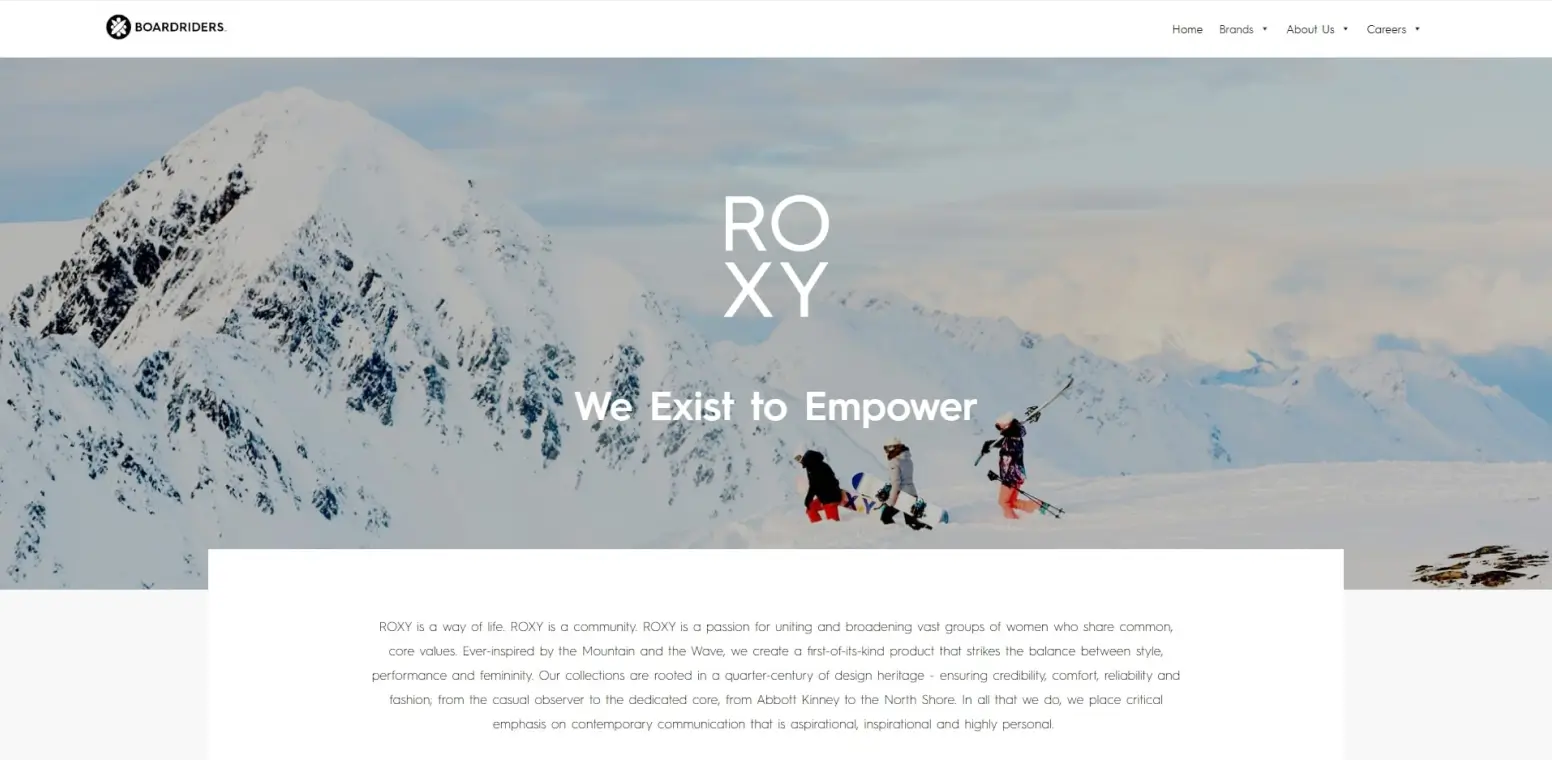 BOARDRIDERS
Home Brands About Us Careers
RO
XY
We Exist to Empower
ROXY is a way of life. ROXY is a community. ROXY is a passion for uniting and broadening vast groups of women who share common,
core values. Ever-inspired by the Mountain and the Wave, we create a first-of-its-kind product that strikes the balance between style,
performance and femininity. Our collections are rooted in a quarter-century of design heritage - ensuring credibility, comfort, reliability and
fashion; from the casual observer to the dedicated core, from Abbott Kinney to the North Shore. In all that we do, we place critical
emphasis on contemporary communication that is aspirational, inspirational and highly personal.